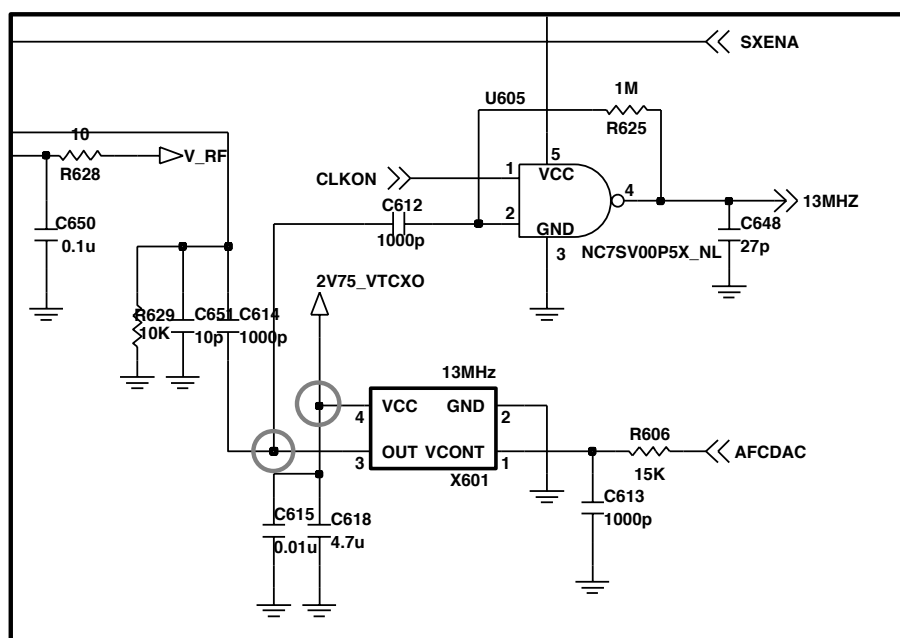 SXENA
1M
U605
R625
10
V_RF
R628
5
VCC
1
CLKON
4
C612
2
13MHZ
C650
GND
C648
0.1u
1000p
3
NC7SV00P5X_NL
27p
2V75_VTCXO
R629
C651
C614
10K
10p
1000p
13MHz
VCC
GND
4
2
R606
OUT
VCONT
AFCDAC
3
1
X601
15K
C613
C615
C618
1000p
0.01u
4.7u